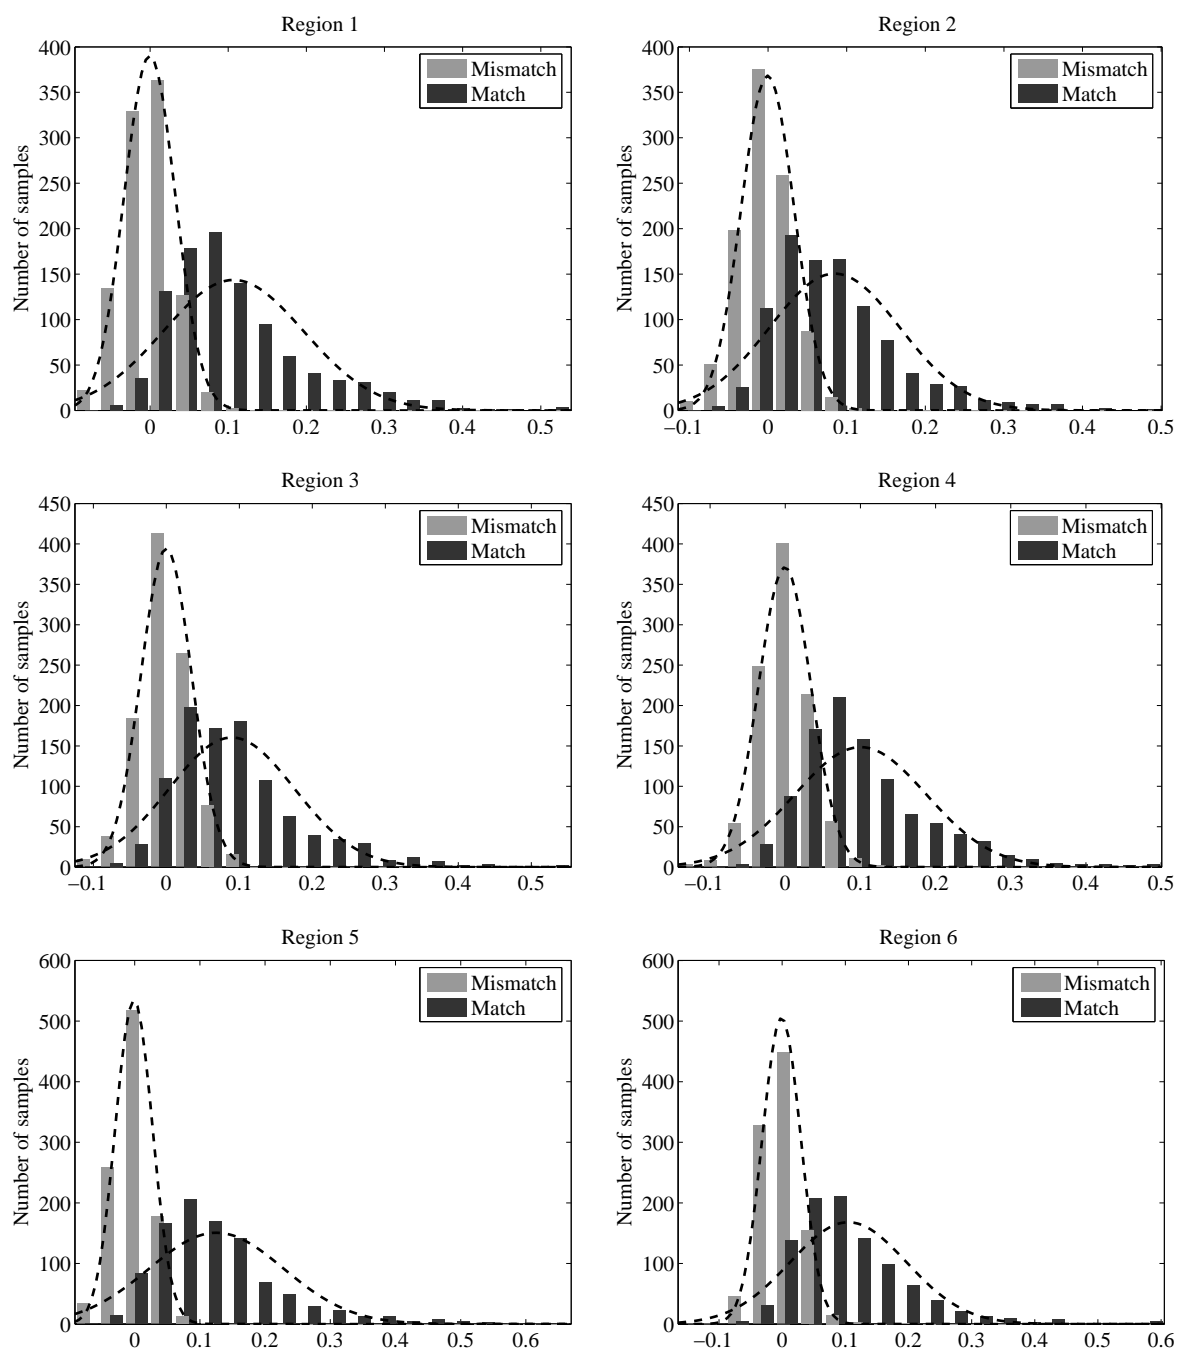 Region 1
Number of samples
400
350
300
250
200
150
100
50
0
0 0.1 0.2 0.3 0.4 0.5
Mismatch
Match
Region 2
Number of samples
400
350
300
250
200
150
100
50
0
−0.1 0 0.1 0.2 0.3 0.4 0.5
Mismatch
Match
Region 3
Number of samples
450
400
350
300
250
200
150
100
50
0
−0.1 0 0.1 0.2 0.3 0.4 0.5
Mismatch
Match
Region 4
Number of samples
450
400
350
300
250
200
150
100
50
0
−0.1 0 0.1 0.2 0.3 0.4 0.5
Mismatch
Match
Region 5
Number of samples
600
500
400
300
200
100
0
0 0.1 0.2 0.3 0.4 0.5 0.6
Mismatch
Match
Region 6
Number of samples
600
500
400
300
200
100
0
−0.1 0 0.1 0.2 0.3 0.4 0.5 0.6
Mismatch
Match